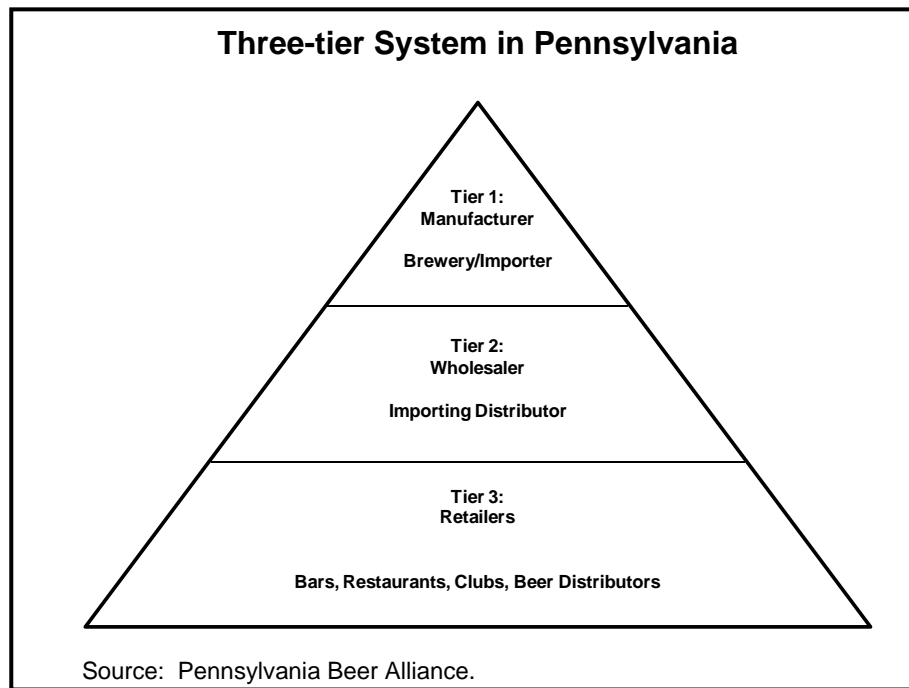 Three-tier System in Pennsylvania
Tier 1:
Manufacturer
Brewery/Importer
Tier 2:
Wholesaler
Importing Distributor
Tier 3:
Retailers
Bars, Restaurants, Clubs, Beer Distributors
Source:  Pennsylvania Beer Alliance.